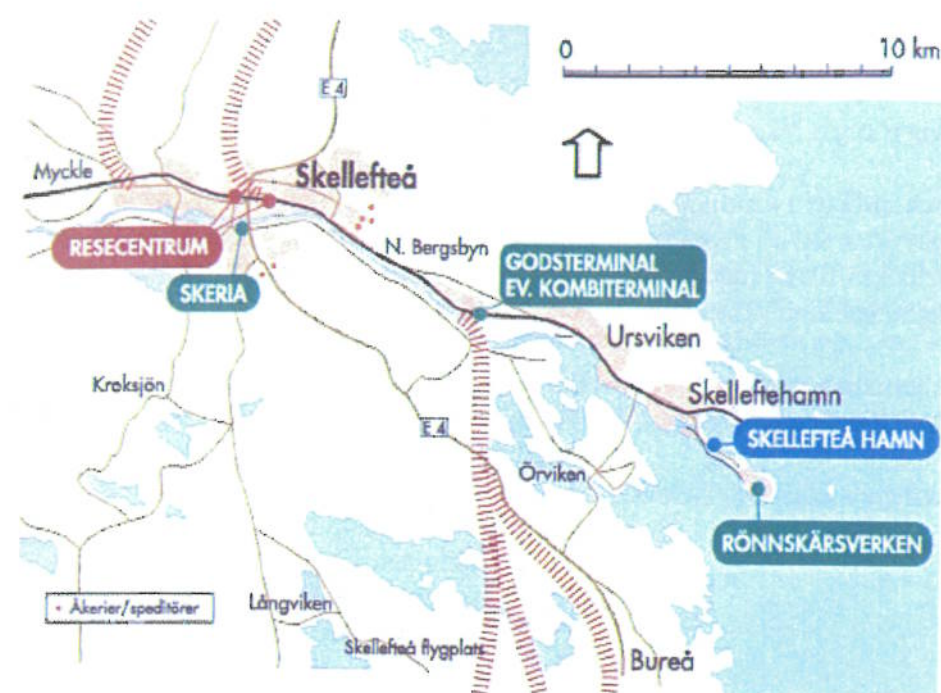 0 10 km
E 4
Myckle
Skellefteå
RESECENTRUM
N. Bergsbyn
SKERIA
GODSTERMINAL
EV. KOMBITERMINAL
Ursviken
Kroksjön
Skelleftehamn
E 4
SKELLEFTEÅ HAMN
Örviken
RÖNNSKÄRSVERKEN
Åkerier/speditörer
Långviken
Skellefteå flygplats
Bureå